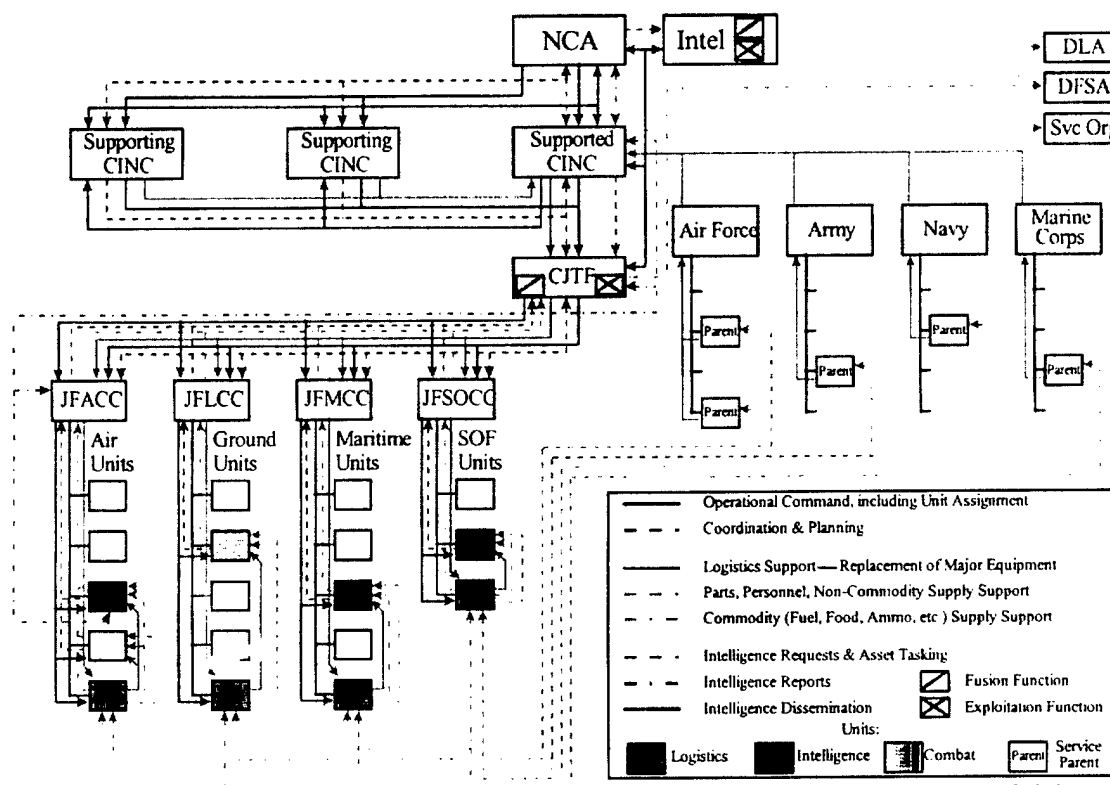 NCA
Intel
DLA
DFSA
Svc Org
Supporting
CINC
Supporting
CINC
Supported
CINC
Air Force
Army
Navy
Marine
Corps
CJTF
Parent
Parent
Parent
Parent
Parent
JFACC
JFLCC
JFMCC
JFSOCC
Air
Units
Ground
Units
Maritime
Units
SOF
Units
Operational Command, including Unit Assignment
Coordination & Planning
Logistics Support— Replacement of Major Equipment
Parts, Personnel, Non-Commodity Supply Support
Commodity (Fuel, Food, Ammo, etc ) Supply Support
Intelligence Requests & Asset Tasking
Intelligence Reports
Fusion Function
Intelligence Dissemination
Exploitation Function
Units:
Logistics
Intelligence
Combat
Parent
Service
Parent